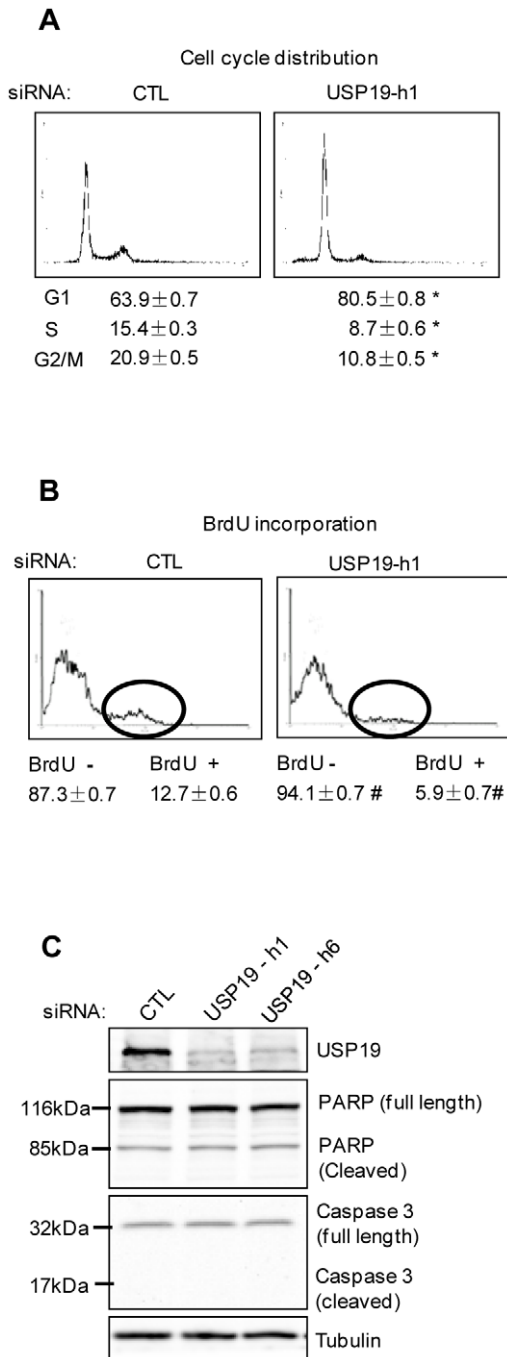 A
Cell cycle distribution
siRNA: CTL USP19-h1
G1 63.9±0.7 80.5±0.8 *
S 15.4±0.3 8.7±0.6 *
G2/M 20.9±0.5 10.8±0.5 *
B
BrdU incorporation
siRNA: CTL USP19-h1
BrdU - BrdU + BrdU - BrdU +
87.3±0.7 12.7±0.6 94.1±0.7 # 5.9±0.7#
C
siRNA: CTL USP19 - h1 USP19 - h6
USP19
116kDa PARP (full length)
85kDa PARP
(Cleaved)
Caspase 3
32kDa (full length)
17kDa Caspase 3
(cleaved)
Tubulin